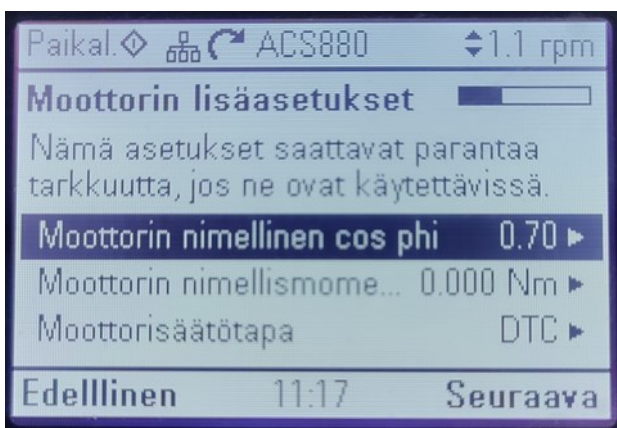 Paikal. ACS880 1.1 rpm
Moottorin lisäasetukset
Nämä asetukset saattavat parantaa
tarkkuutta, jos ne ovat käytettävissä.
Moottorin nimellinen cos phi 0.70
Moottorin nimellismome... 0.000 Nm
Moottorisäätötapa DTC
Edelllinen 11:17 Seuraava